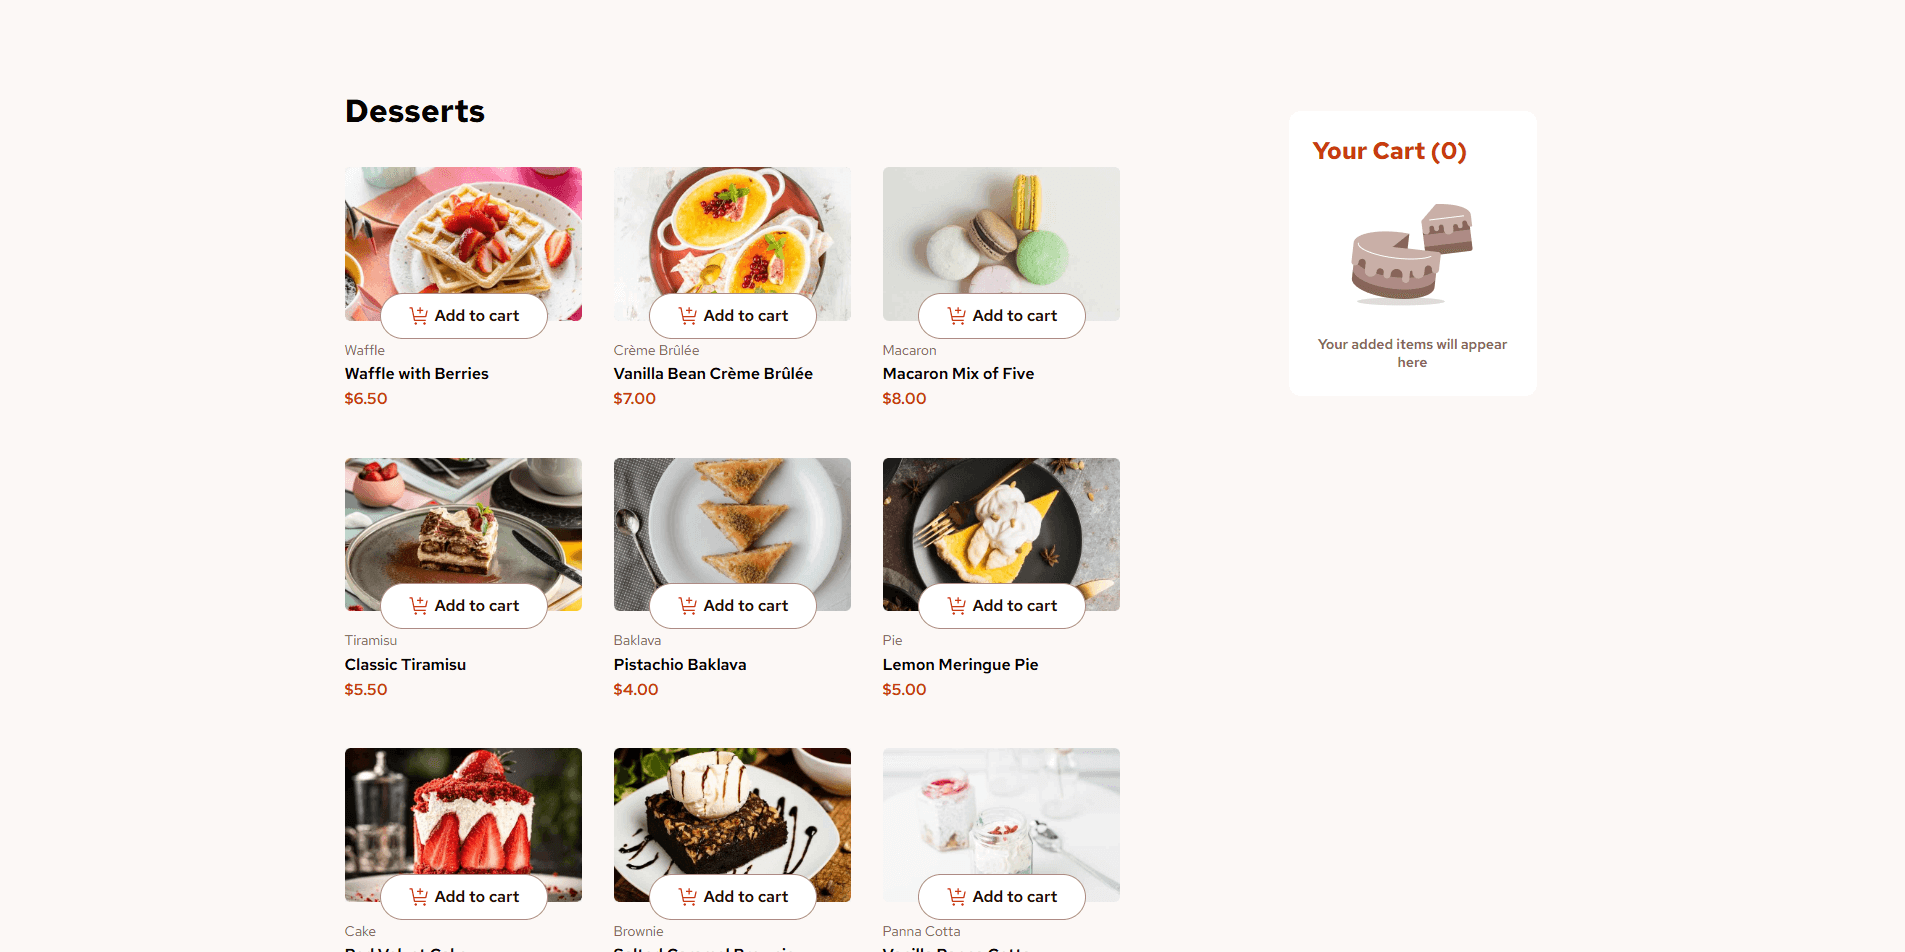 Desserts
Your Cart (0)
Your added items will appear
here
Add to cart
Add to cart
Add to cart
Waffle
Crème Brûlée
Macaron
Waffle with Berries
Vanilla Bean Crème Brûlée
Macaron Mix of Five
$6.50
$7.00
$8.00
Add to cart
Add to cart
Add to cart
Tiramisu
Baklava
Pie
Classic Tiramisu
Pistachio Baklava
Lemon Meringue Pie
$5.50
$4.00
$5.00
Add to cart
Add to cart
Add to cart
Cake
Brownie
Panna Cotta